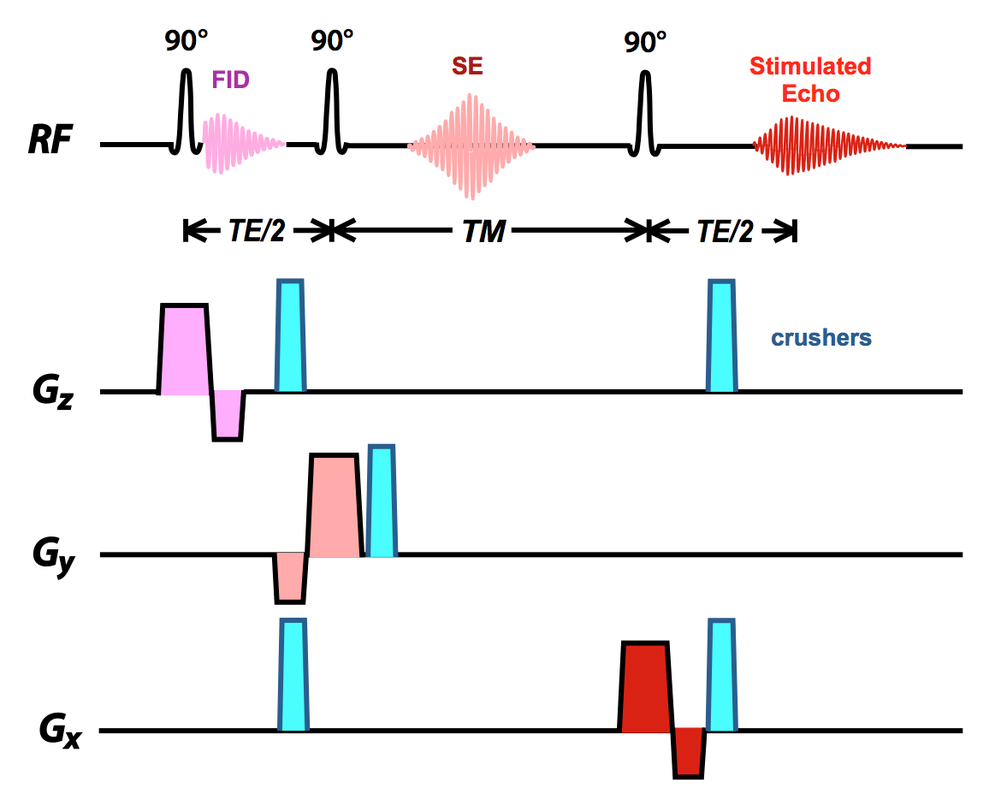 90° 90° 90°
FID SE Stimulated
Echo
RF
TE/2 TM TE/2
crushers
Gz
Gy
Gx